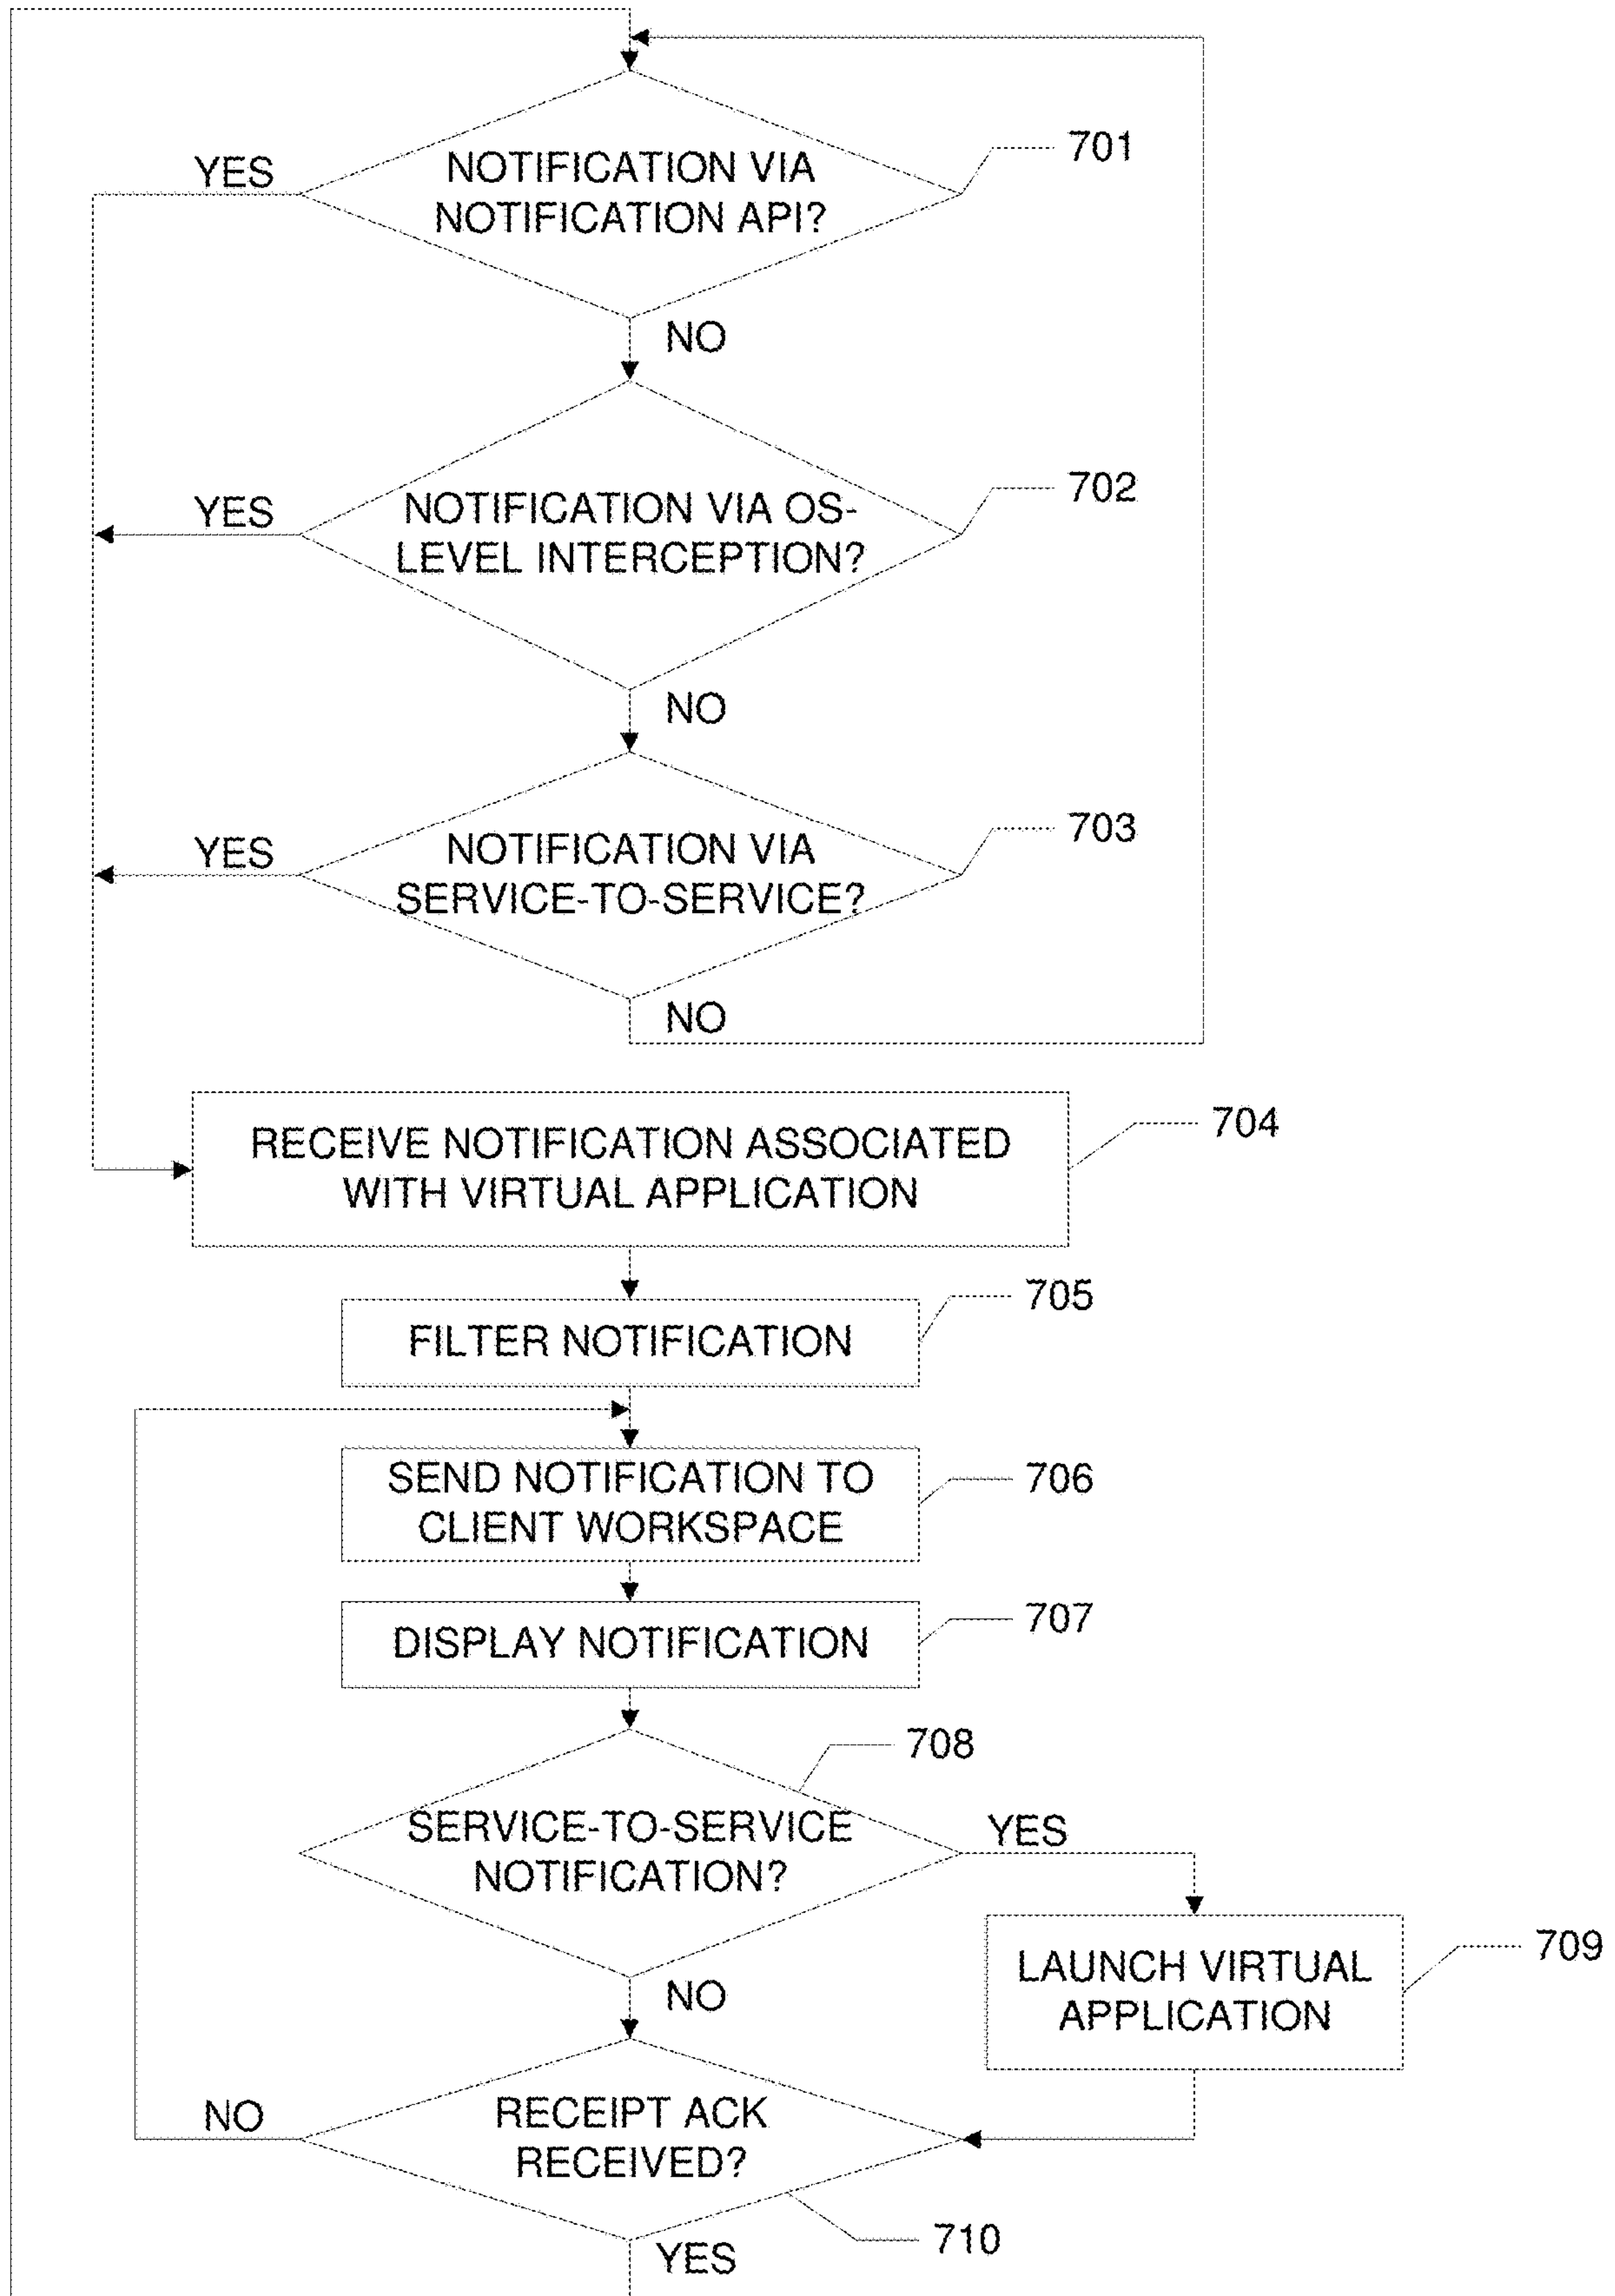 701
NOTIFICATION VIA
NOTIFICATION API?
YES
NO
702
NOTIFICATION VIA OS-
LEVEL INTERCEPTION?
YES
NO
703
NOTIFICATION VIA
SERVICE-TO-SERVICE?
YES
NO
704
RECEIVE NOTIFICATION ASSOCIATED
WITH VIRTUAL APPLICATION
705
FILTER NOTIFICATION
706
SEND NOTIFICATION TO
CLIENT WORKSPACE
707
DISPLAY NOTIFICATION
708
SERVICE-TO-SERVICE
NOTIFICATION?
YES
NO
709
LAUNCH VIRTUAL
APPLICATION
RECEIPT ACK
RECEIVED?
NO
710
YES